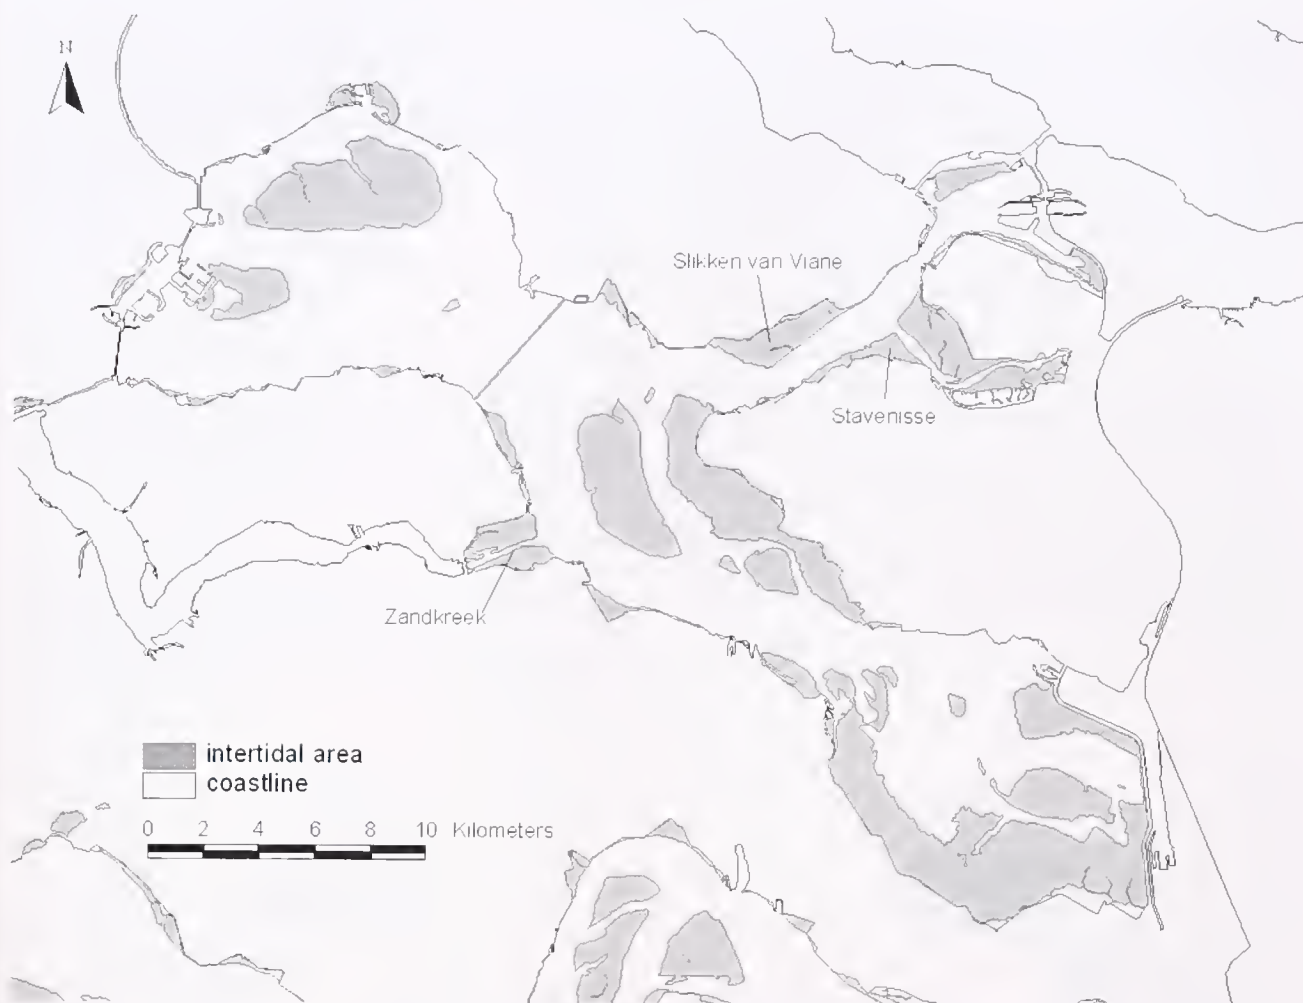 N
Slikken van Viane
Stavenisse
Zandkreek
intertidal area
coastline
0 2 4 6 8 10 Kilometers